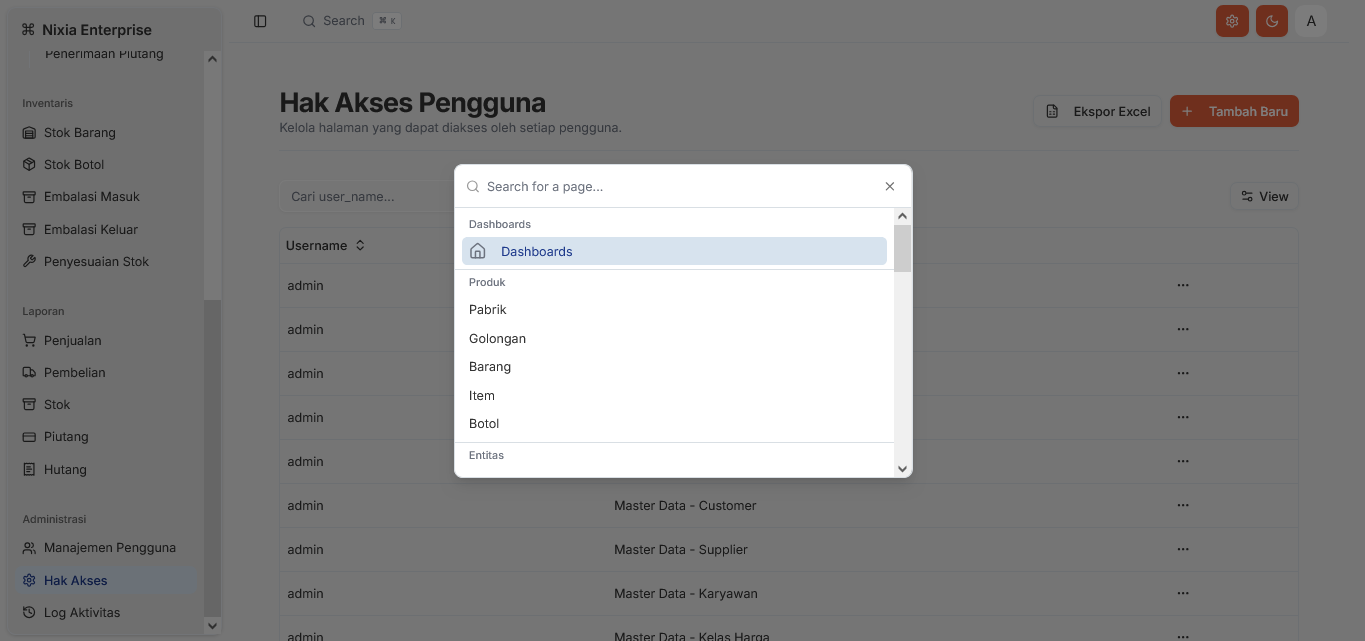 Nixia Enterprise
Search ⌘ K
A
Penerimaan Piutang
Inventaris
Stok Barang
Stok Botol
Embalasi Masuk
Embalasi Keluar
Penyesuaian Stok
Laporan
Penjualan
Pembelian
Stok
Piutang
Hutang
Administrasi
Manajemen Pengguna
Hak Akses
Log Aktivitas
Hak Akses Pengguna
Kelola halaman yang dapat diakses oleh setiap pengguna.
Ekspor Excel
Tambah Baru
Cari user_name...
View
Username
admin
admin
admin
admin
admin
admin Master Data - Customer
admin Master Data - Supplier
admin Master Data - Karyawan
admin Master Data - Kelas Harga
Search for a page...
Dashboards
Dashboards
Produk
Pabrik
Golongan
Barang
Item
Botol
Entitas